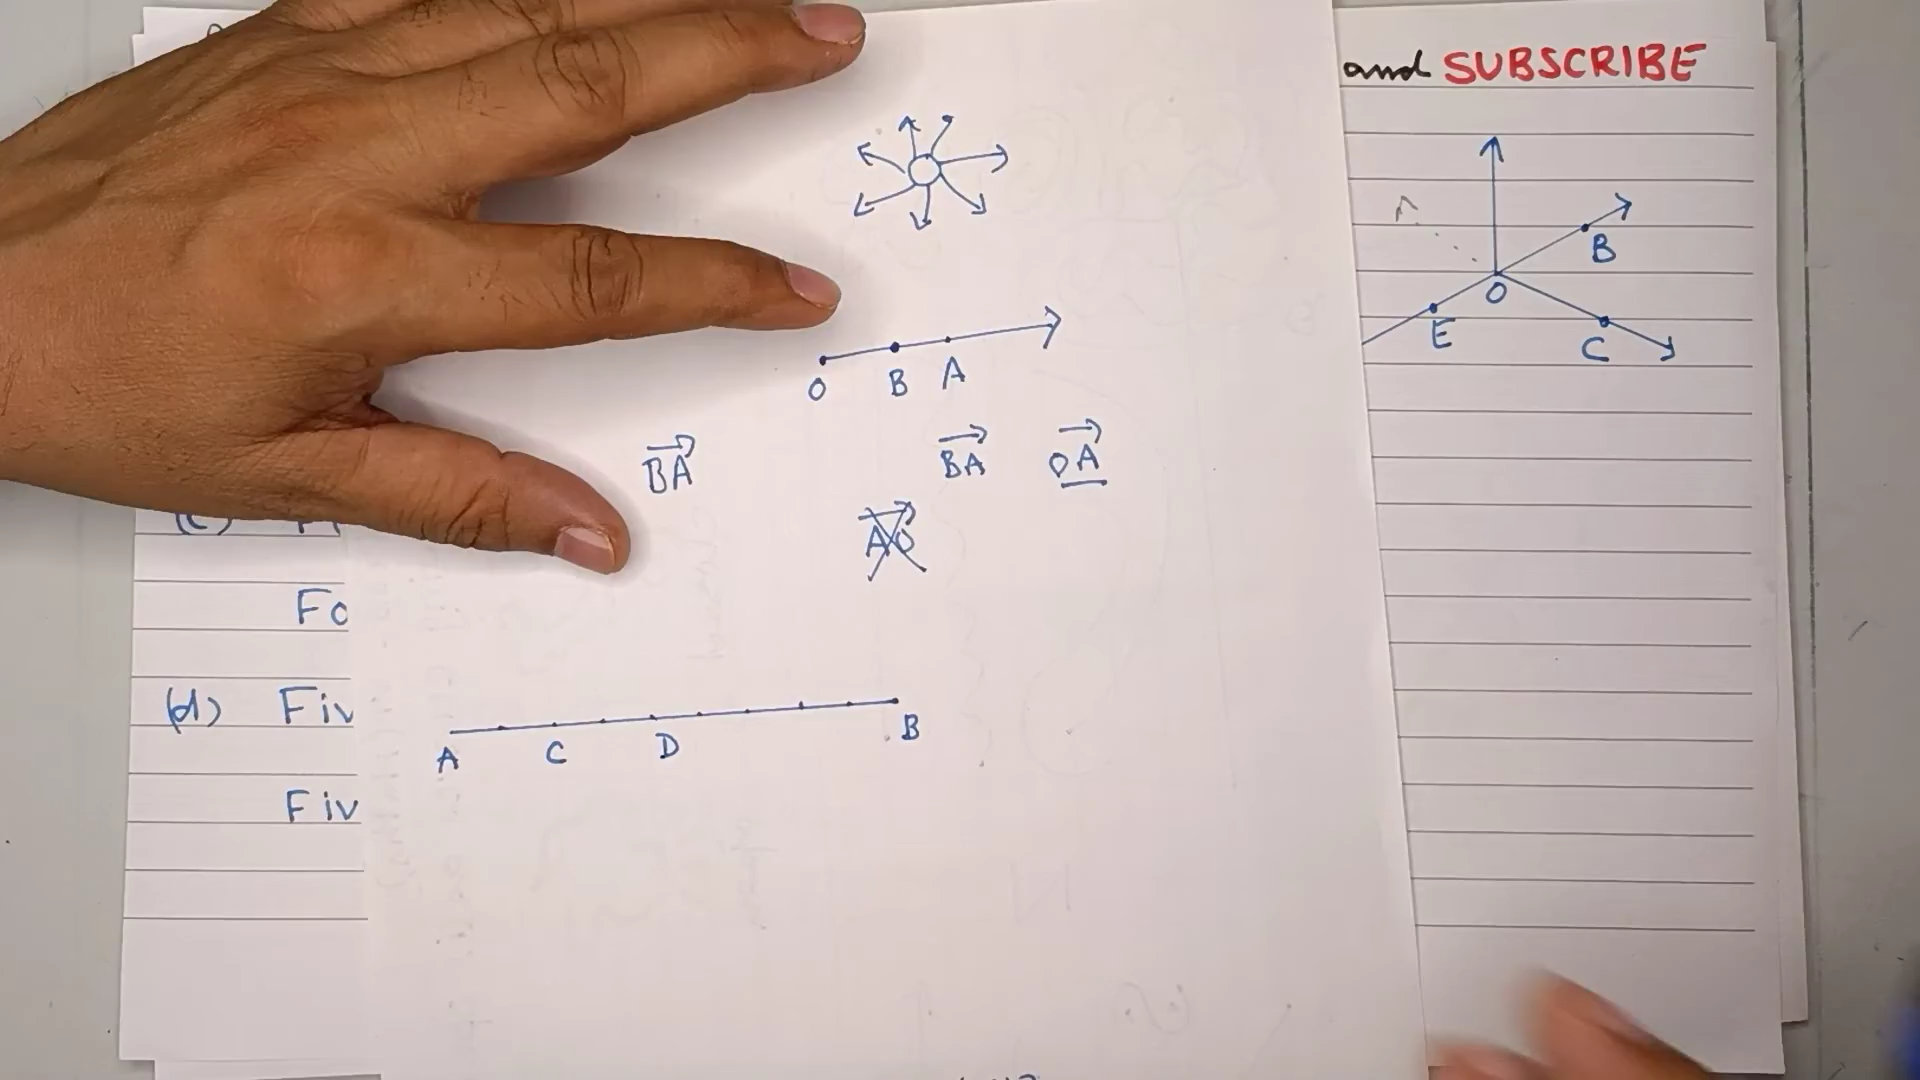 and SUBSCRIBE
B
O
E
C
O B A
BA BA OA
AO
(c)
Fo
(d) Fiv
A C D B
Fiv